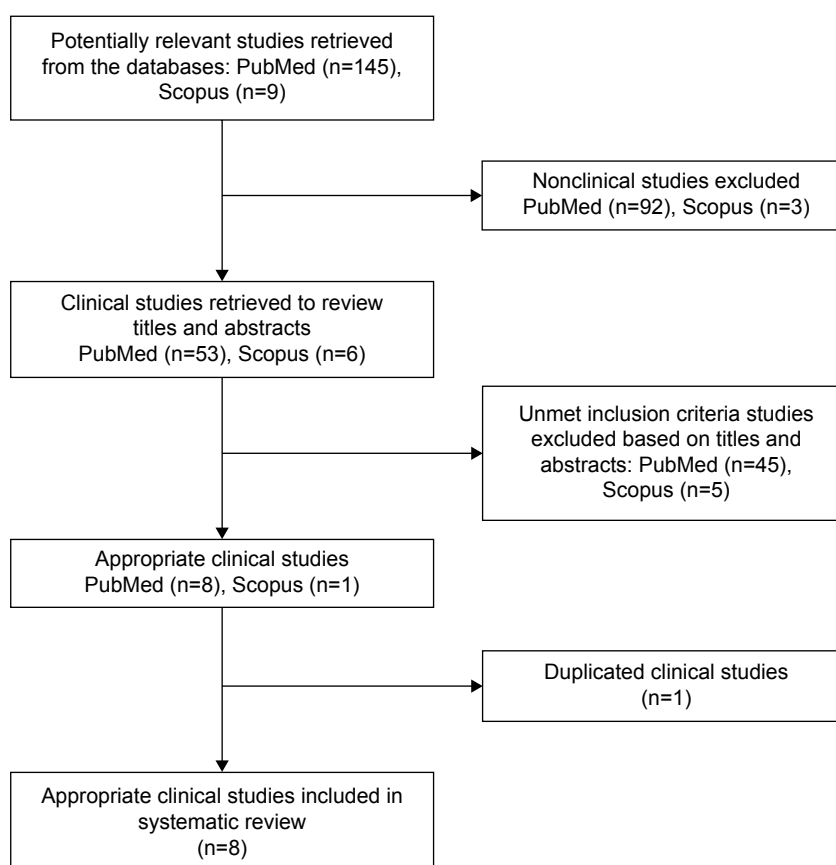 Potentially relevant studies retrieved
from the databases: PubMed (n=145),
Scopus (n=9)
Nonclinical studies excluded
PubMed (n=92), Scopus (n=3)
Clinical studies retrieved to review
titles and abstracts
PubMed (n=53), Scopus (n=6)
Unmet inclusion criteria studies
excluded based on titles and
abstracts: PubMed (n=45),
Scopus (n=5)
Appropriate clinical studies
PubMed (n=8), Scopus (n=1)
Duplicated clinical studies
(n=1)
Appropriate clinical studies included in
systematic review
(n=8)